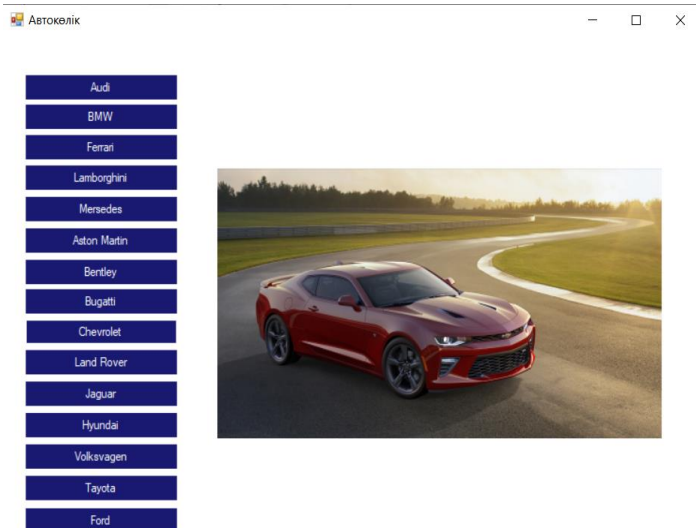 Автокөлік
Audi
BMW
Ferrari
Lamborghini
Mersedes
Aston Martin
Bentley
Bugatti
Chevrolet
Land Rover
Jaguar
Hyundai
Volksvagen
Tayota
Ford